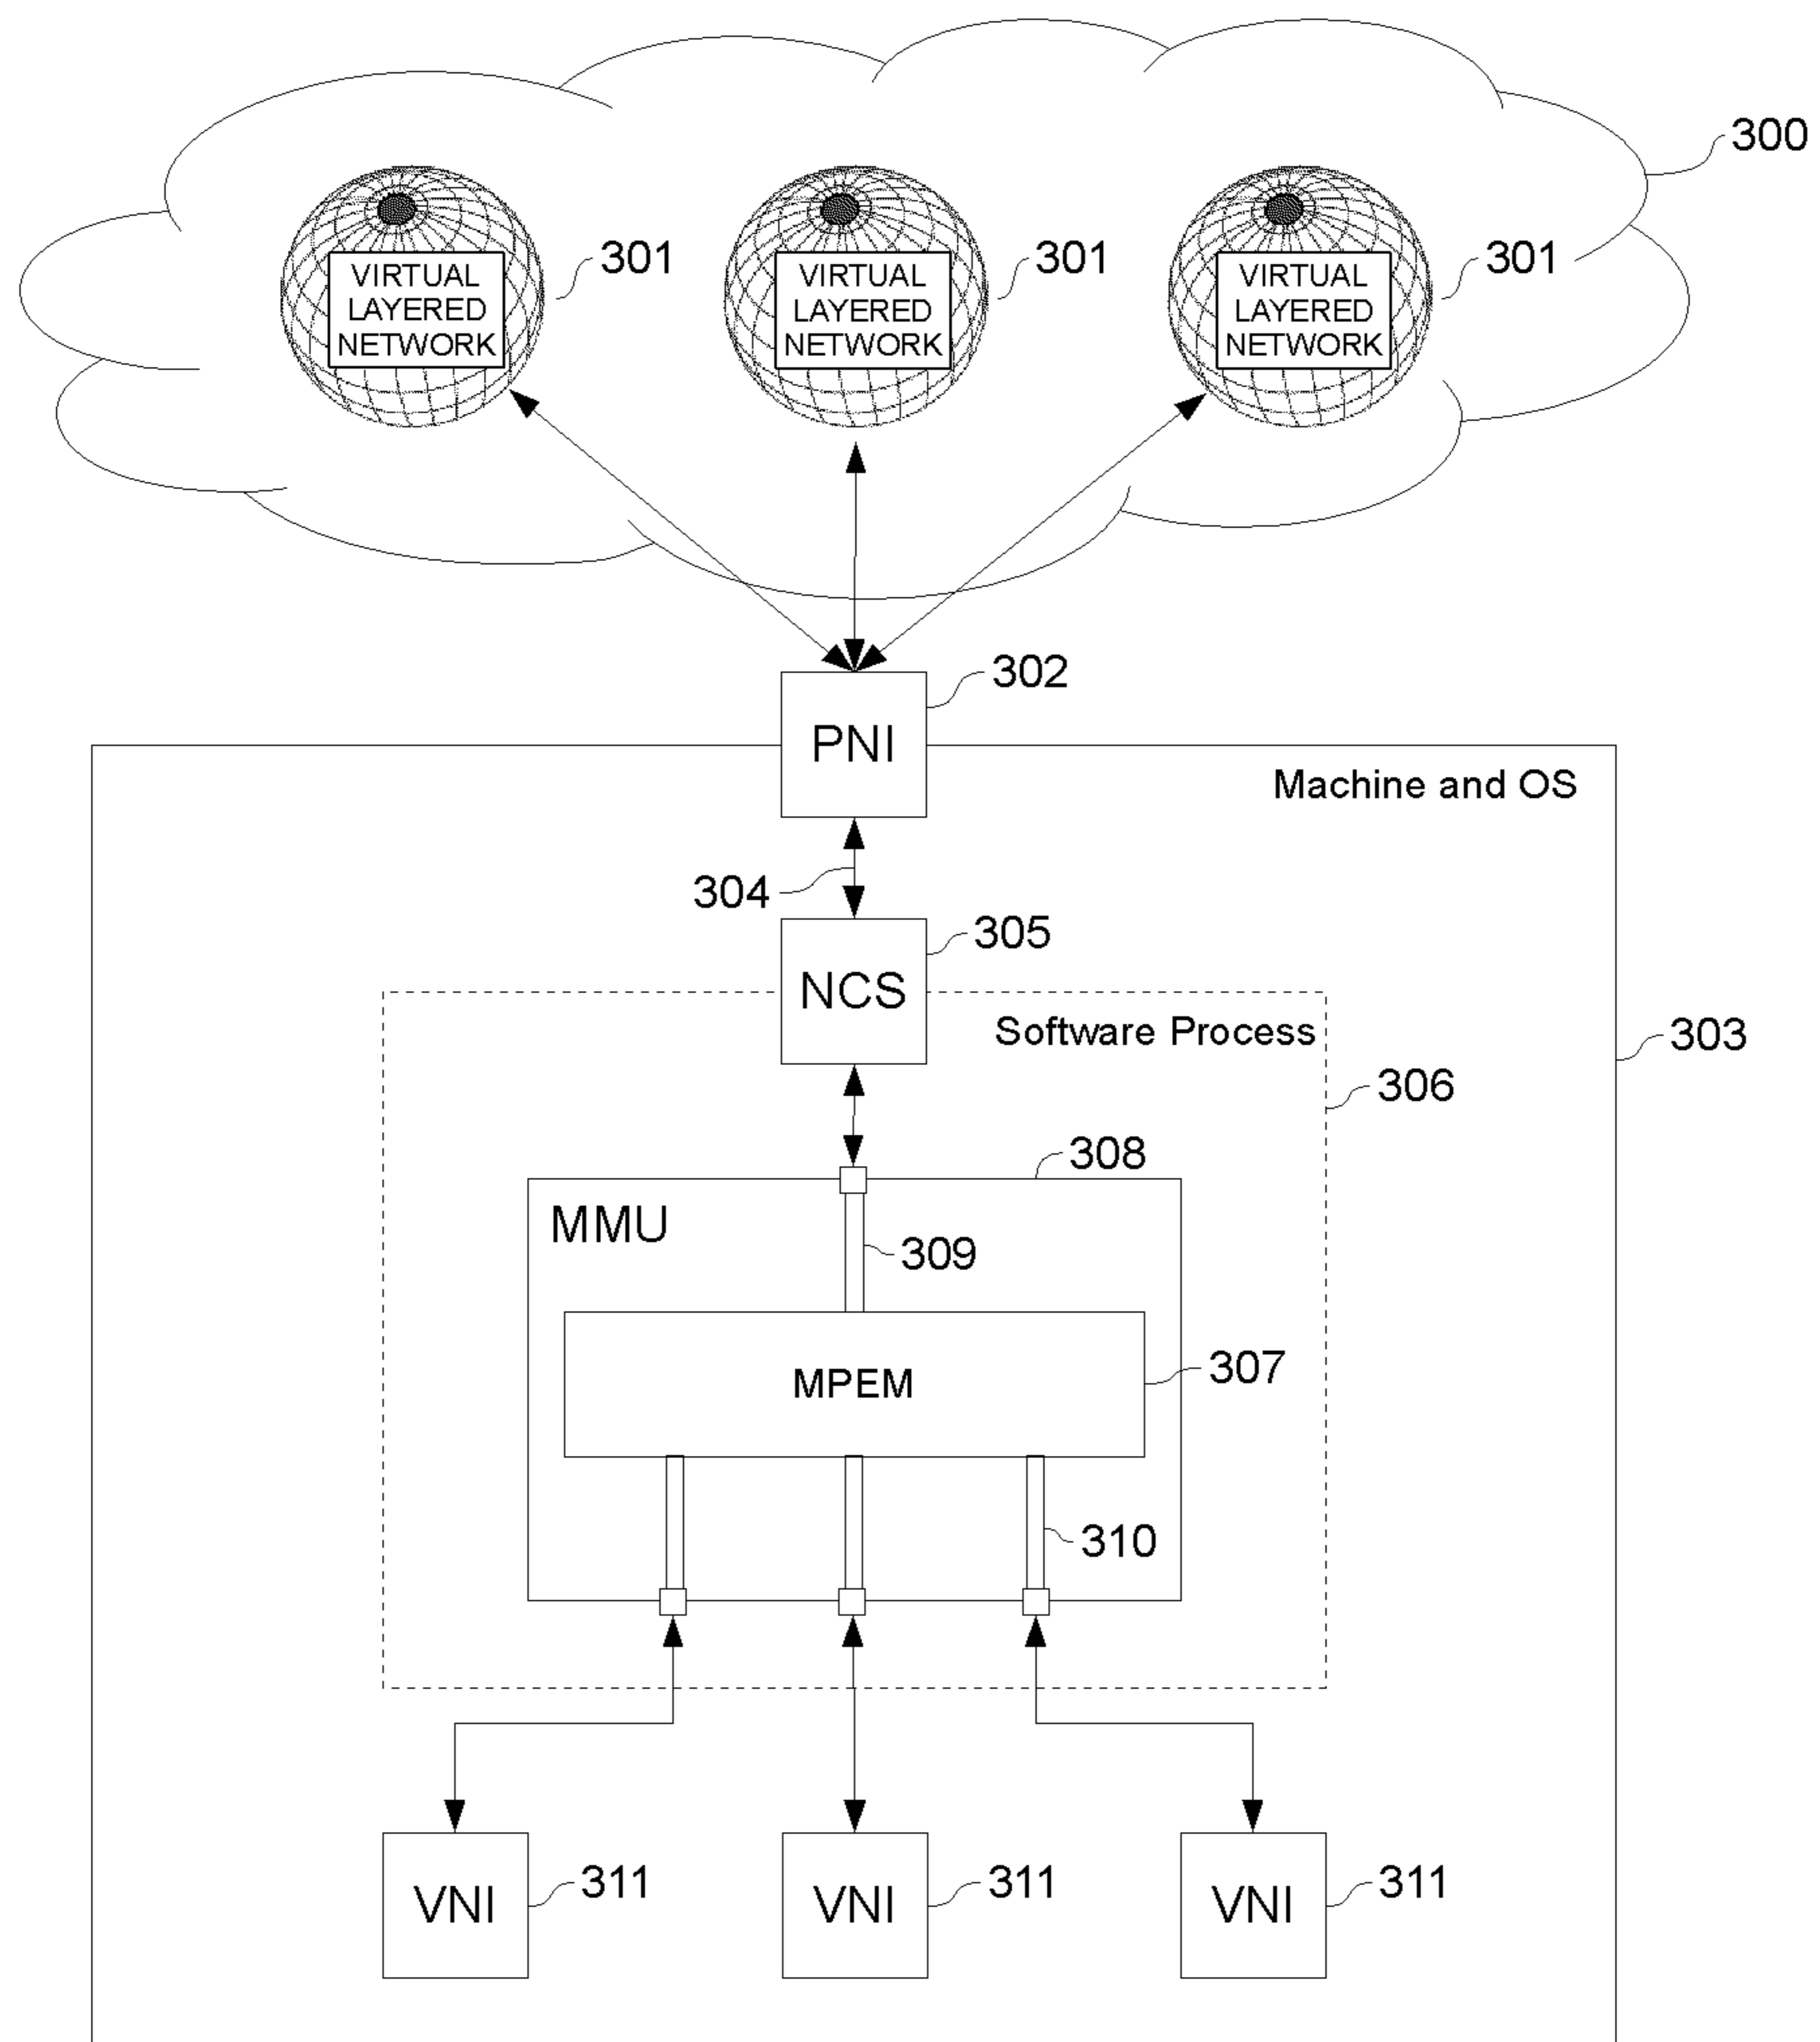 300
VIRTUAL
LAYERED
NETWORK
301
VIRTUAL
LAYERED
NETWORK
301
VIRTUAL
LAYERED
NETWORK
301
302
PNI
Machine and OS
304
305
NCS
Software Process
303
306
308
MMU
309
MPEM
307
310
VNI
311
VNI
311
VNI
311